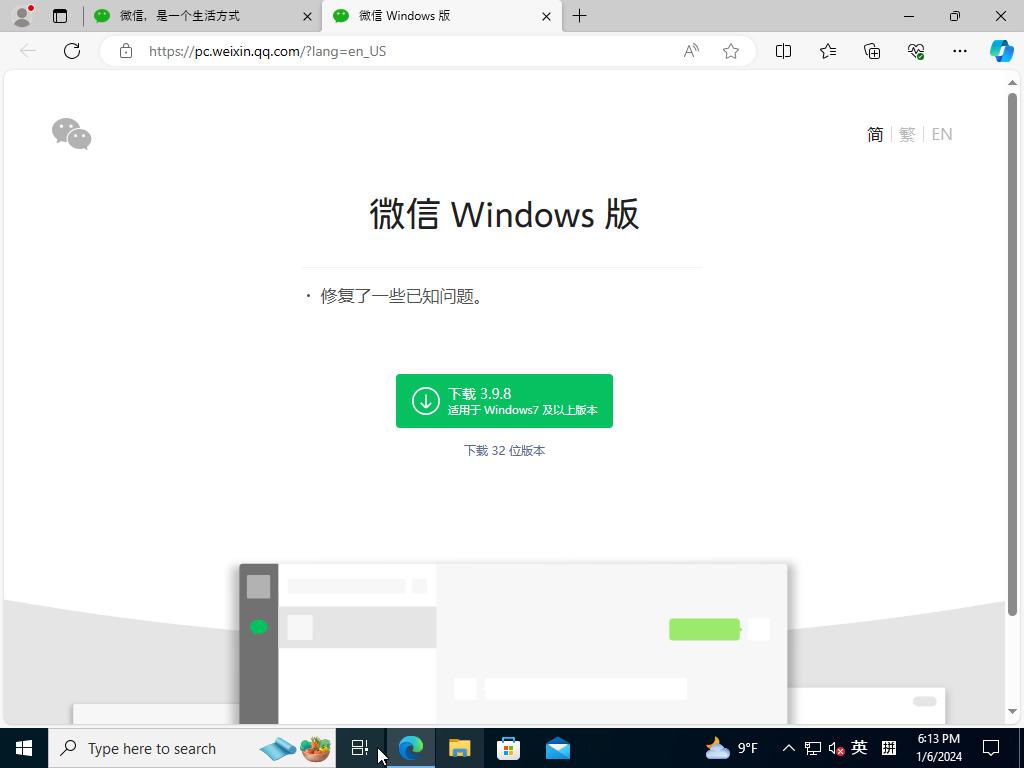 微信，是一个生活方式
微信 Windows 版
https://pc.weixin.qq.com/?lang=en_US
简 繁 EN
微信 Windows 版
· 修复了一些已知问题。
下载 3.9.8
适用于 Windows7 及以上版本
下载 32 位版本
Type here to search
9°F
英
拼
6:13 PM
1/6/2024